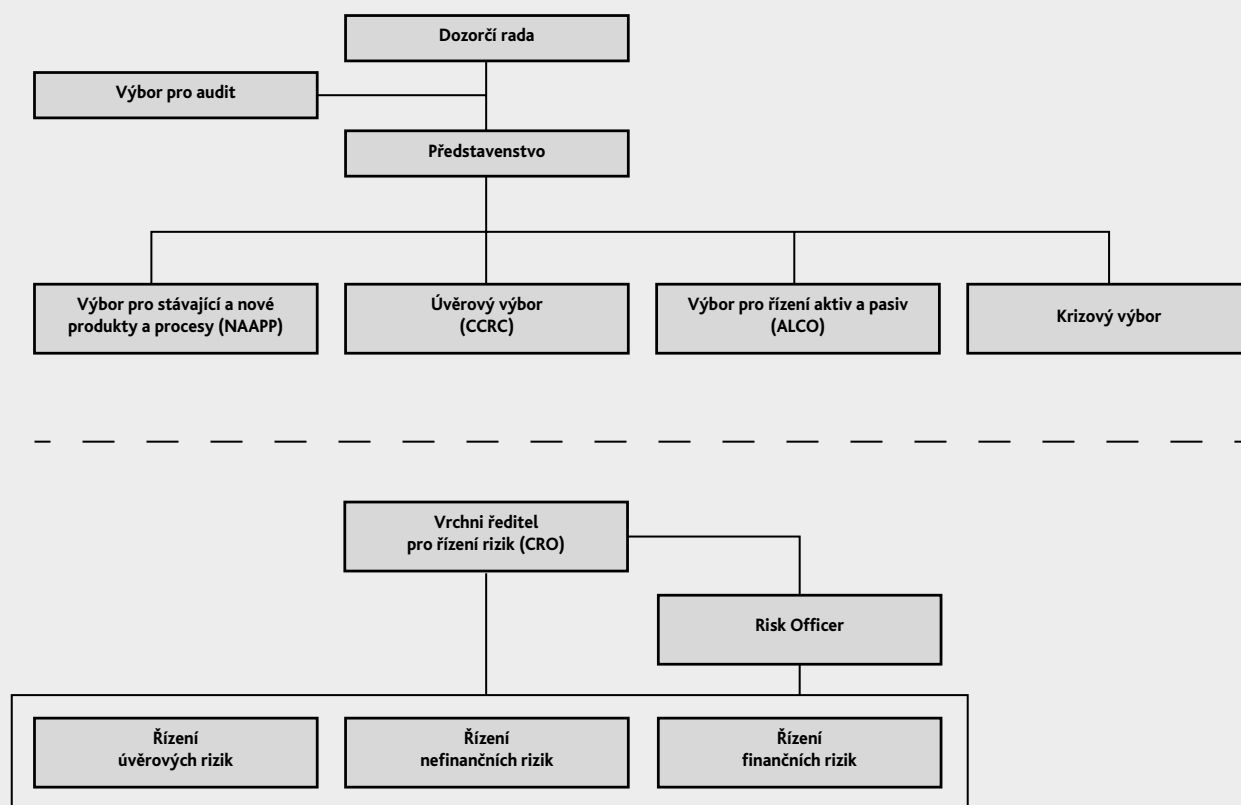 Dozorčí rada
Výbor pro audit
Představenstvo
Výbor pro stávající a nové
produkty a procesy (NAAPP)
Úvěrový výbor
(CCRC)
Výbor pro řízení aktiv a pasiv
(ALCO)
Krizový výbor
Vrchni ředitel
pro řízení rizik (CRO)
Risk Officer
Řízení
úvěrových rizik
Řízení
nefinančních rizik
Řízení
finančních rizik